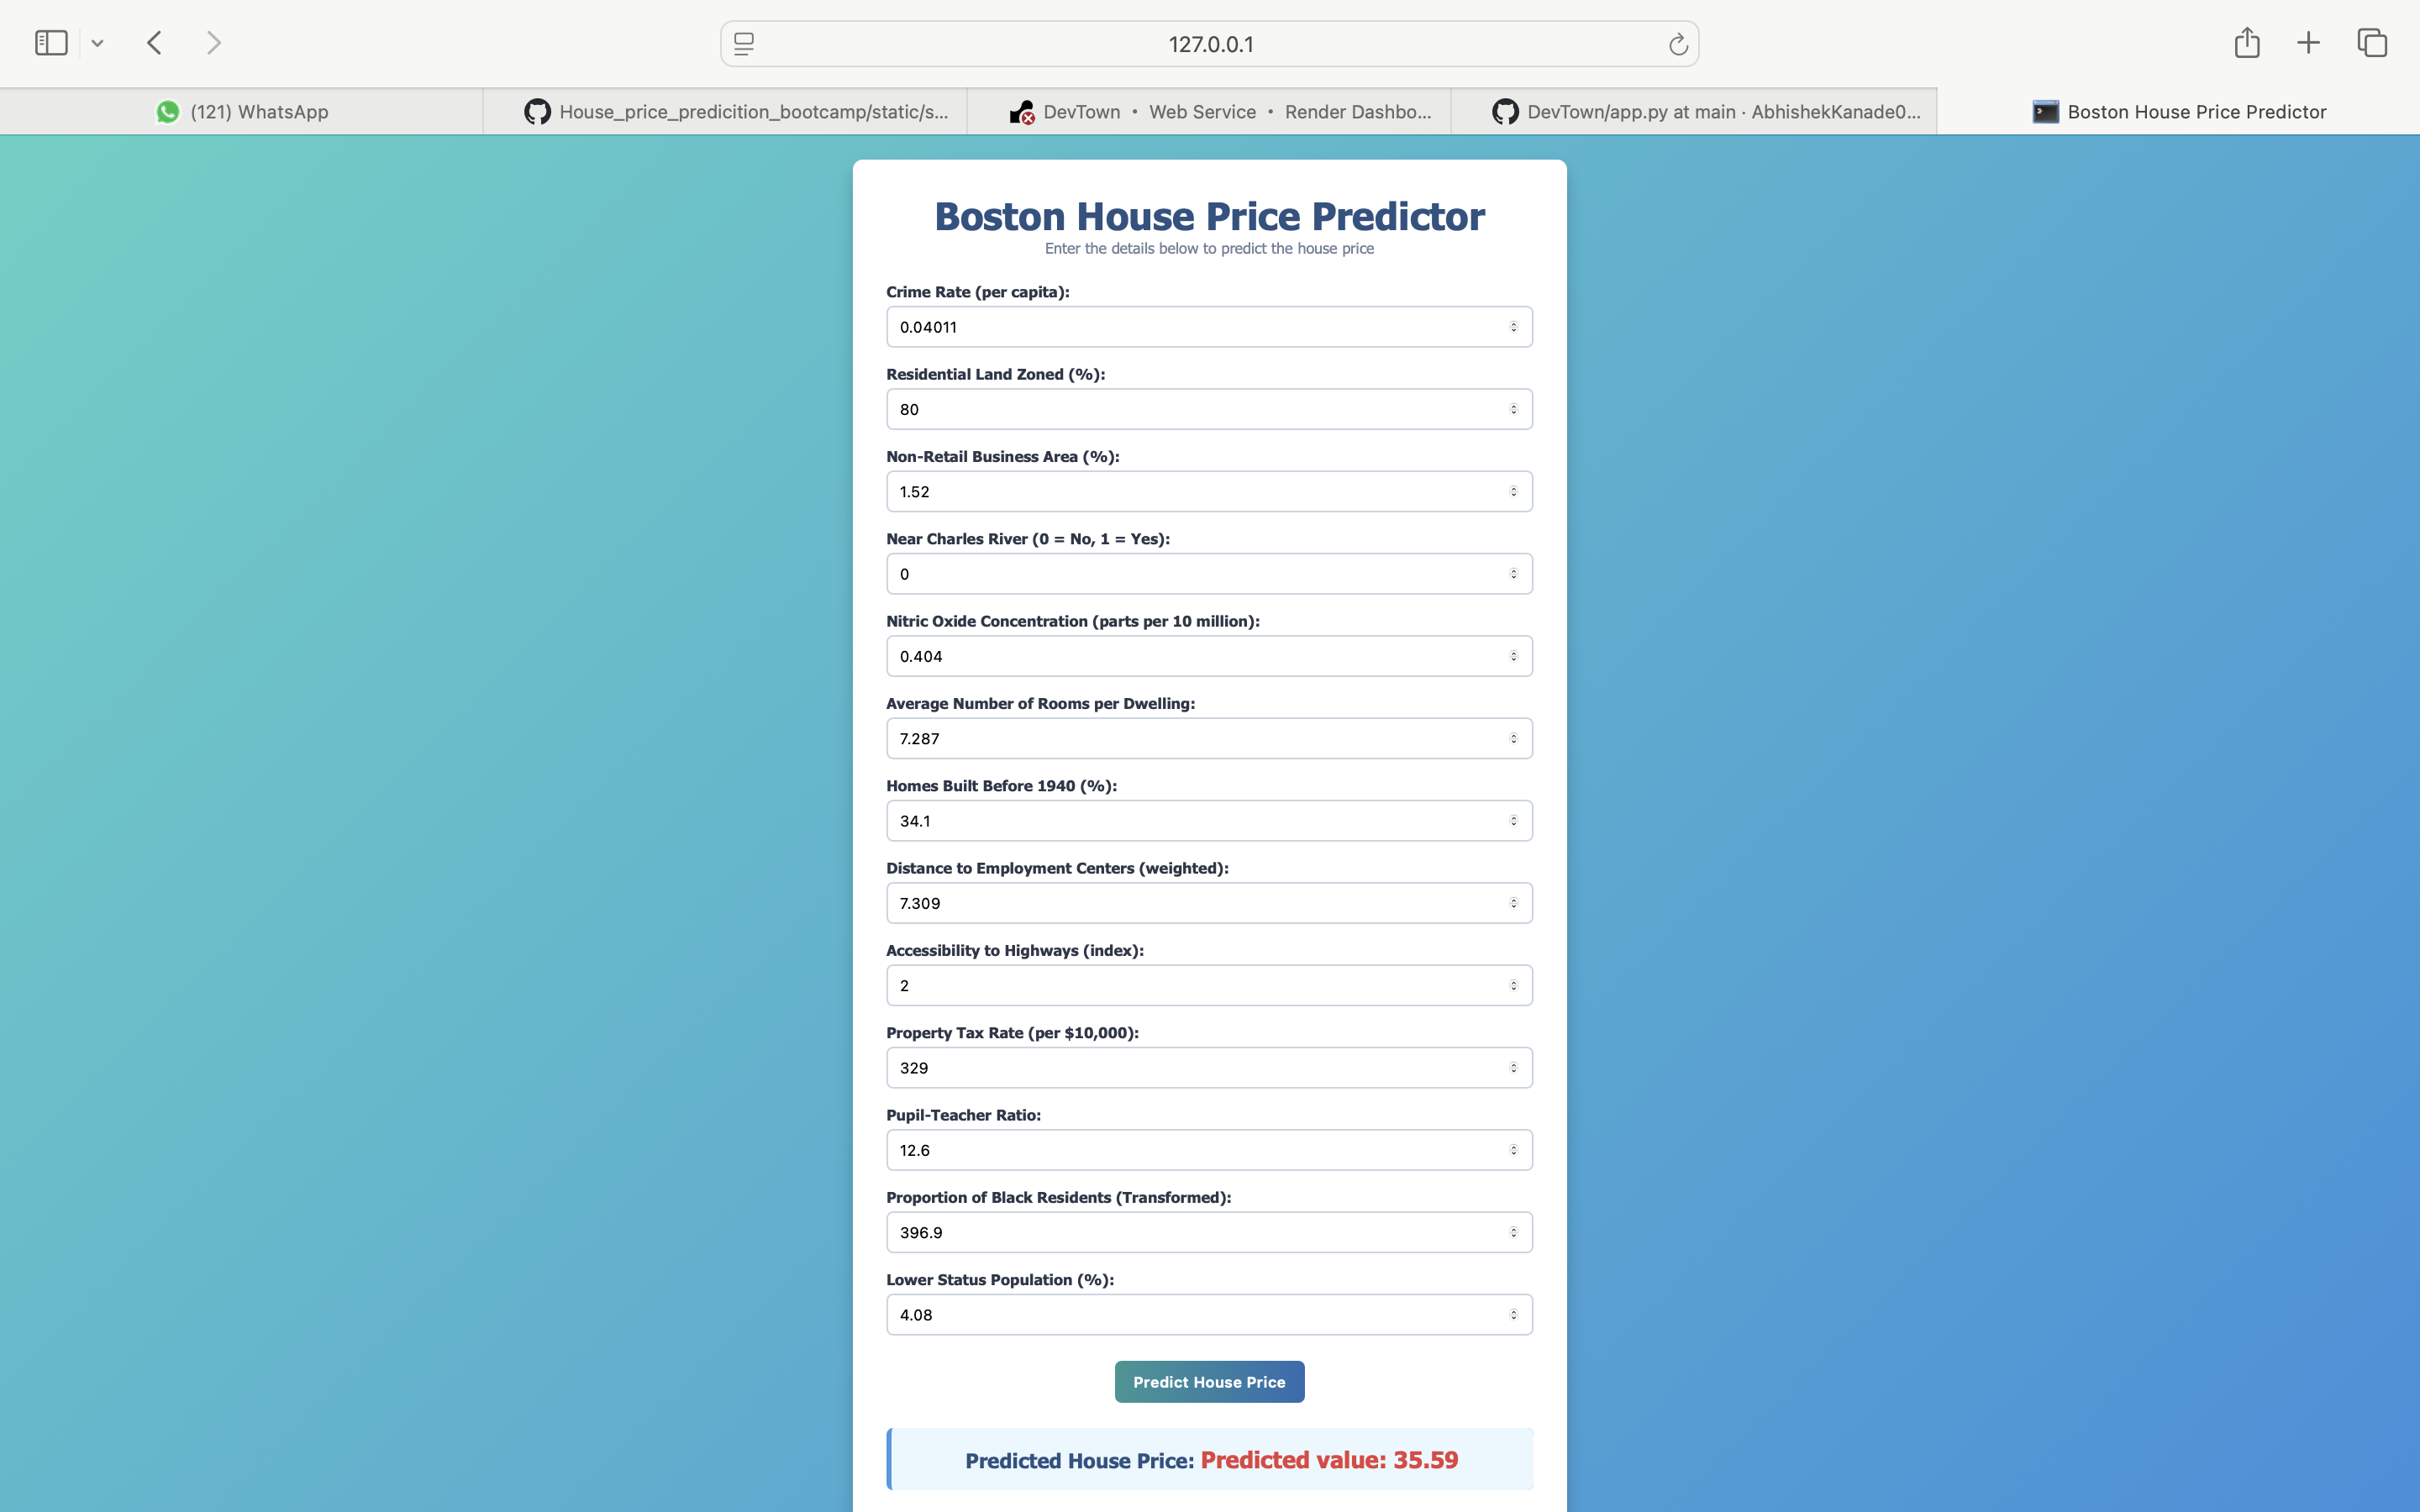 127.0.0.1
(121) WhatsApp
House_price_predicition_bootcamp/static/s...
DevTown • Web Service • Render Dashbo...
DevTown/app.py at main · AbhishekKanade0...
Boston House Price Predictor
Boston House Price Predictor
Enter the details below to predict the house price
Crime Rate (per capita):
0.04011
Residential Land Zoned (%):
80
Non-Retail Business Area (%):
1.52
Near Charles River (0 = No, 1 = Yes):
0
Nitric Oxide Concentration (parts per 10 million):
0.404
Average Number of Rooms per Dwelling:
7.287
Homes Built Before 1940 (%):
34.1
Distance to Employment Centers (weighted):
7.309
Accessibility to Highways (index):
2
Property Tax Rate (per $10,000):
329
Pupil-Teacher Ratio:
12.6
Proportion of Black Residents (Transformed):
396.9
Lower Status Population (%):
4.08
Predict House Price
Predicted House Price: Predicted value: 35.59